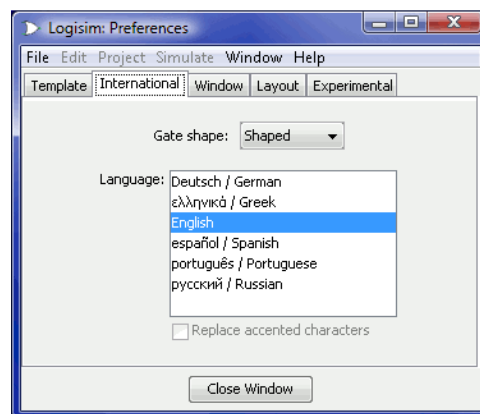 Logisim: Preferences
File Edit Project Simulate Window Help
Template International Window Layout Experimental
Gate shape: Shaped
Language: Deutsch / German
ελληνικά / Greek
English
español / Spanish
português / Portuguese
русский / Russian
Replace accented characters
Close Window